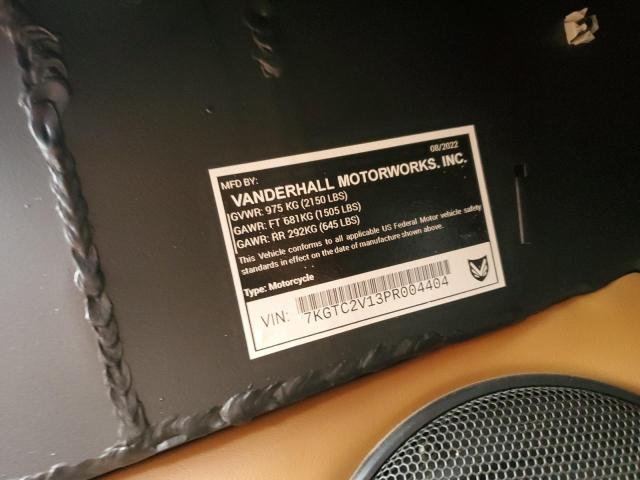 MFD BY:
08/2022
VANDERHALL MOTORWORKS. INC.
GVWR: 975 KG (2150 LBS)
GAWR: FT 681KG (1505 LBS)
GAWR: RR 292KG (645 LBS)
This Vehicle conforms to all applicable US Federal Motor vehicle safety
standards in effect on the date of manufacture shown above.
Type: Motorcycle
VIN: 7KGTC2V13PR004404